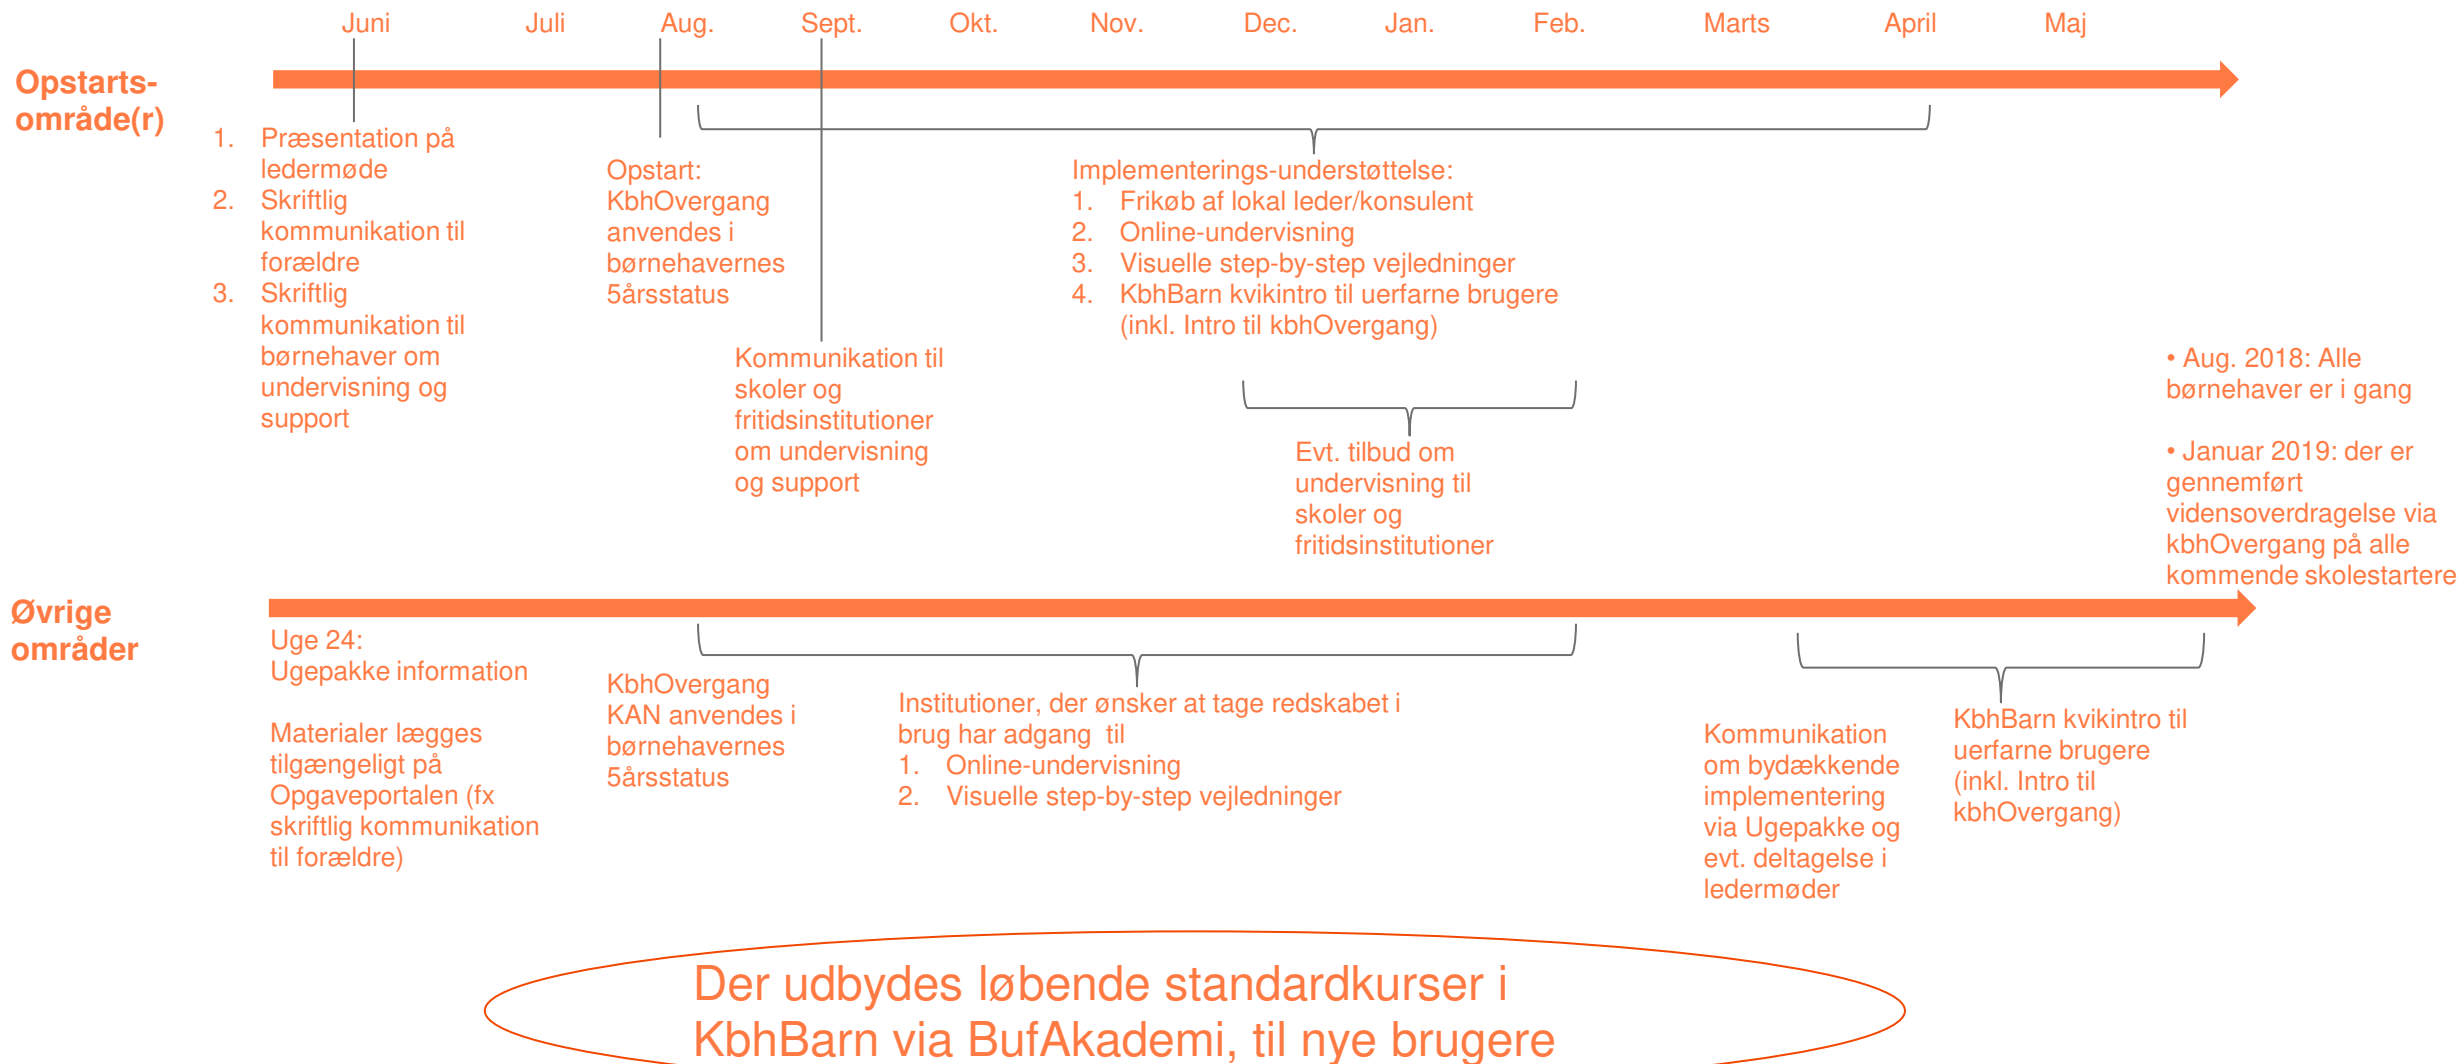 Juni Juli Aug. Sept. Okt. Nov. Dec. Jan. Feb. Marts April Maj
Opstarts-
område(r)
1. Præsentation på
ledermøde
2. Skriftlig
kommunikation til
forældre
3. Skriftlig
kommunikation til
børnehaver om
undervisning og
support
Opstart:
KbhOvergang
anvendes i
børnehavernes
5årsstatus
Kommunikation til
skoler og
fritidsinstitutioner
om undervisning
og support
Implementerings-understøttelse:
1. Frikøb af lokal leder/konsulent
2. Online-undervisning
3. Visuelle step-by-step vejledninger
4. KbhBarn kvikintro til uerfarne brugere
(inkl. Intro til kbhOvergang)
Evt. tilbud om
undervisning til
skoler og
fritidsinstitutioner
• Aug. 2018: Alle
børnehaver er i gang
• Januar 2019: der er
gennemført
vidensoverdragelse via
kbhOvergang på alle
kommende skolestartere
Øvrige
områder
Uge 24:
Ugepakke information
Materialer lægges
tilgængeligt på
Opgaveportalen (fx
skriftlig kommunikation
til forældre)
KbhOvergang
KAN anvendes i
børnehavernes
5årsstatus
Institutioner, der ønsker at tage redskabet i
brug har adgang til
1. Online-undervisning
2. Visuelle step-by-step vejledninger
Kommunikation
om bydækkende
implementering
via Ugepakke og
evt. deltagelse i
ledermøder
KbhBarn kvikintro til
uerfarne brugere
(inkl. Intro til
kbhOvergang)
Der udbydes løbende standardkurser i
KbhBarn via BufAkademi, til nye brugere